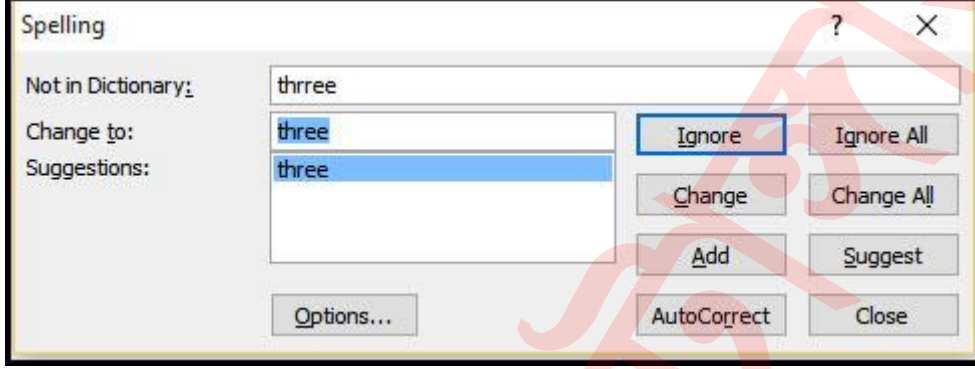 Spelling ? ×
Not in Dictionary: thrree
Change to: three Ignore Ignore All
Suggestions: three
Change Change All
Add Suggest
Options... AutoCorrect Close